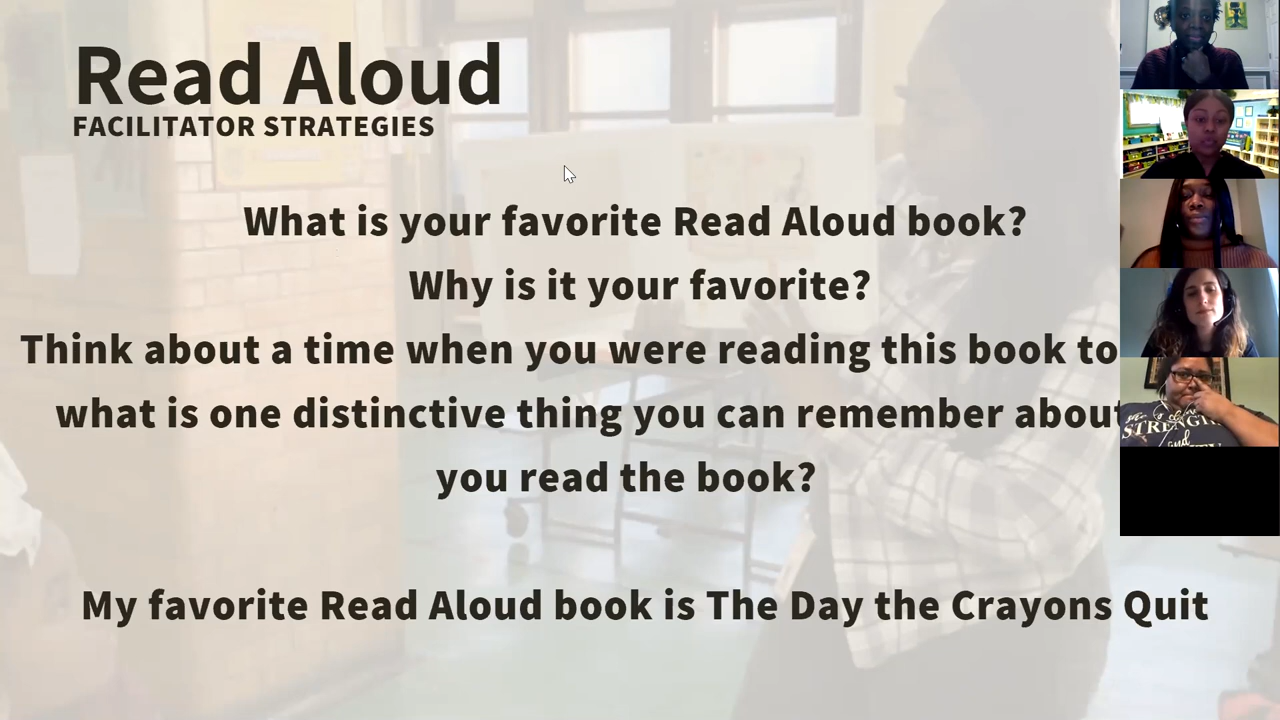 Read Aloud
FACILITATOR STRATEGIES
What is your favorite Read Aloud book?
Why is it your favorite?
Think about a time when you were reading this book to
what is one distinctive thing you can remember about
you read the book?
My favorite Read Aloud book is The Day the Crayons Quit
STRENGTH
and